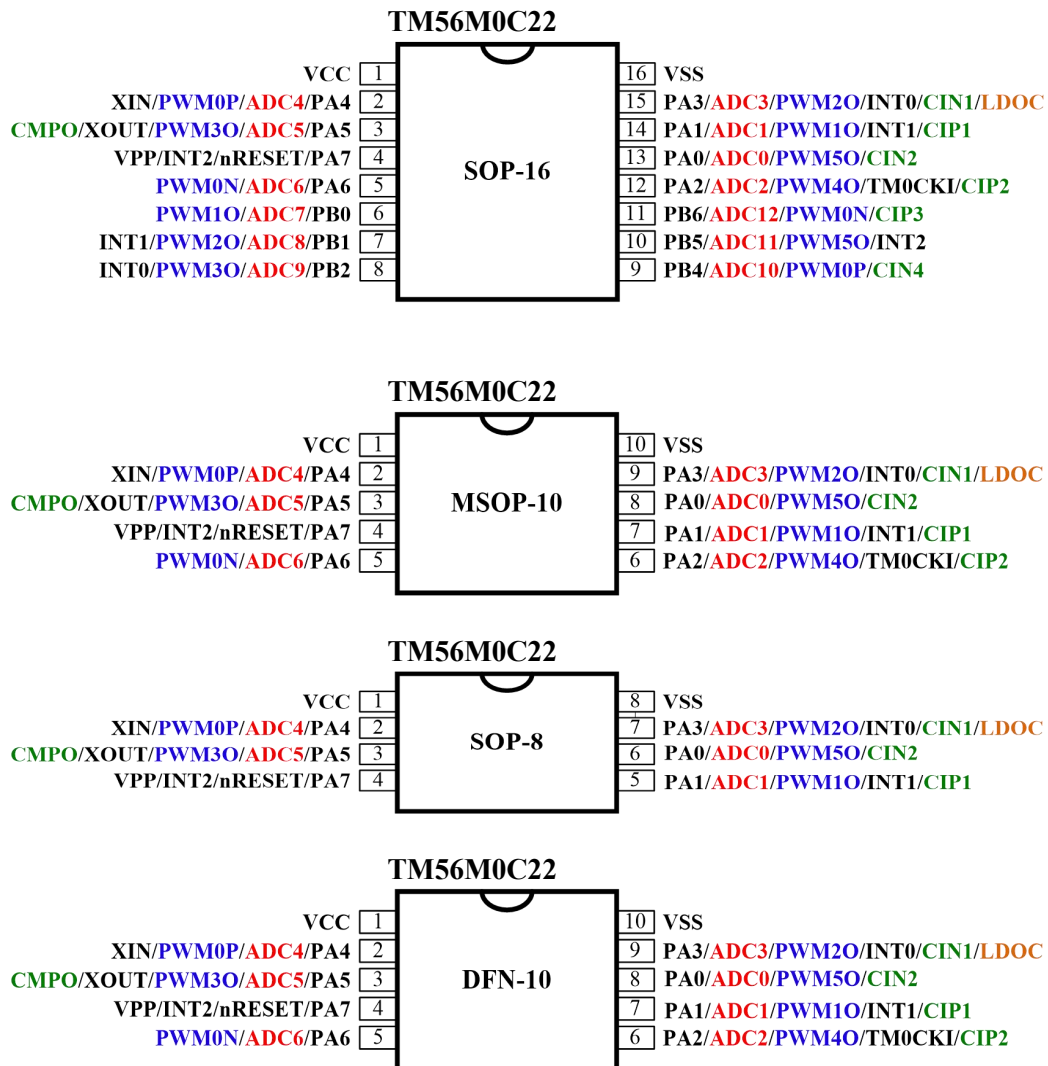 TM56M0C22
VCC 1 16 VSS
XIN/PWM0P/ADC4/PA4 2 15 PA3/ADC3/PWM2O/INT0/CIN1/LDOC
CMPO/XOUT/PWM3O/ADC5/PA5 3 14 PA1/ADC1/PWM1O/INT1/CIP1
VPP/INT2/nRESET/PA7 4 13 PA0/ADC0/PWM5O/CIN2
SOP-16
PWM0N/ADC6/PA6 5 12 PA2/ADC2/PWM4O/TM0CKI/CIP2
PWM1O/ADC7/PB0 6 11 PB6/ADC12/PWM0N/CIP3
INT1/PWM2O/ADC8/PB1 7 10 PB5/ADC11/PWM5O/INT2
INT0/PWM3O/ADC9/PB2 8 9 PB4/ADC10/PWM0P/CIN4
TM56M0C22
VCC 1 10 VSS
XIN/PWM0P/ADC4/PA4 2 9 PA3/ADC3/PWM2O/INT0/CIN1/LDOC
CMPO/XOUT/PWM3O/ADC5/PA5 3 MSOP-10 8 PA0/ADC0/PWM5O/CIN2
VPP/INT2/nRESET/PA7 4 7 PA1/ADC1/PWM1O/INT1/CIP1
PWM0N/ADC6/PA6 5 6 PA2/ADC2/PWM4O/TM0CKI/CIP2
TM56M0C22
VCC 1 8 VSS
XIN/PWM0P/ADC4/PA4 2 7 PA3/ADC3/PWM2O/INT0/CIN1/LDOC
SOP-8
CMPO/XOUT/PWM3O/ADC5/PA5 3 6 PA0/ADC0/PWM5O/CIN2
VPP/INT2/nRESET/PA7 4 5 PA1/ADC1/PWM1O/INT1/CIP1
TM56M0C22
VCC 1 10 VSS
XIN/PWM0P/ADC4/PA4 2 9 PA3/ADC3/PWM2O/INT0/CIN1/LDOC
CMPO/XOUT/PWM3O/ADC5/PA5 3 DFN-10 8 PA0/ADC0/PWM5O/CIN2
VPP/INT2/nRESET/PA7 4 7 PA1/ADC1/PWM1O/INT1/CIP1
PWM0N/ADC6/PA6 5 6 PA2/ADC2/PWM4O/TM0CKI/CIP2